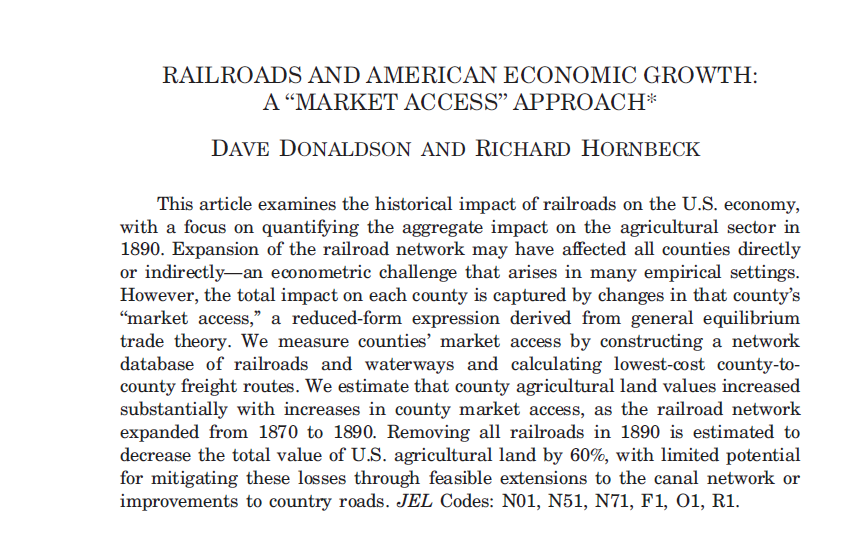 RAILROADS AND AMERICAN ECONOMIC GROWTH:
A “MARKET ACCESS” APPROACH*
DAVE DONALDSON AND RICHARD HORNBECK
This article examines the historical impact of railroads on the U.S. economy,
with a focus on quantifying the aggregate impact on the agricultural sector in
1890. Expansion of the railroad network may have affected all counties directly
or indirectly—an econometric challenge that arises in many empirical settings.
However, the total impact on each county is captured by changes in that county’s
“market access,” a reduced-form expression derived from general equilibrium
trade theory. We measure counties’ market access by constructing a network
database of railroads and waterways and calculating lowest-cost county-to-
county freight routes. We estimate that county agricultural land values increased
substantially with increases in county market access, as the railroad network
expanded from 1870 to 1890. Removing all railroads in 1890 is estimated to
decrease the total value of U.S. agricultural land by 60%, with limited potential
for mitigating these losses through feasible extensions to the canal network or
improvements to country roads. JEL Codes: N01, N51, N71, F1, O1, R1.